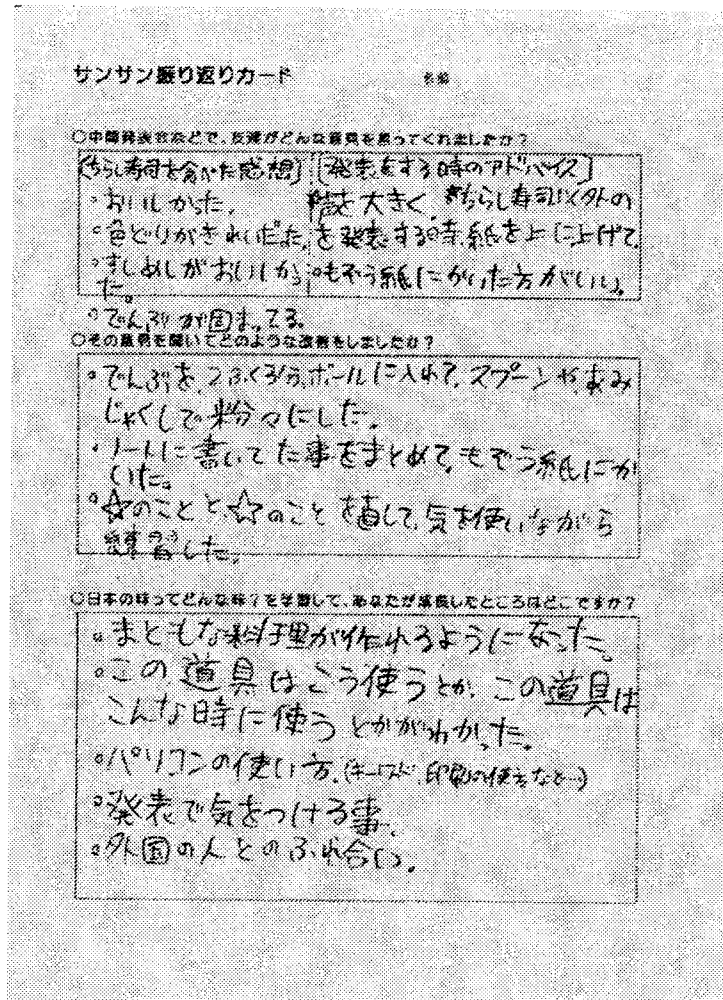 サンサン振り返りカード 名前
○中間発表会などで、友達がどんな意見を言ってくれましたか?
[ちらし寿司を食べた感想] [発表をする時のアドバイス]
・おいしかった。 ・声を大きく。・ちらし寿司以外の
・色どりがきれいだった。を発表する時、紙を上に上げて。
・すしめしがおいしかっ ・もぞう紙にかいた方がいい。
た。
・でんぶが固まってる。
○その意見を聞いてどのような改善をしましたか?
・でんぶを、ボールに入れて、スプーンや、おみ
じゃくしで粉々にした。
・ノートに書いてた事をまとめて、もぞう紙にか
いた。
・☆のことと、☆のことを直して、気を使いながら
練習した。
○日本の味ってどんな味?を学習して、あなたが成長したところはどこですか?
・まともな料理が作れるようになった。
・この道具はこう使うとか、この道具は
こんな時に使うとかがわかった。
・パソコンの使い方。(キーワード、印刷の使い方など…)
・発表で気をつける事。
・外国の人とのふれ合い。